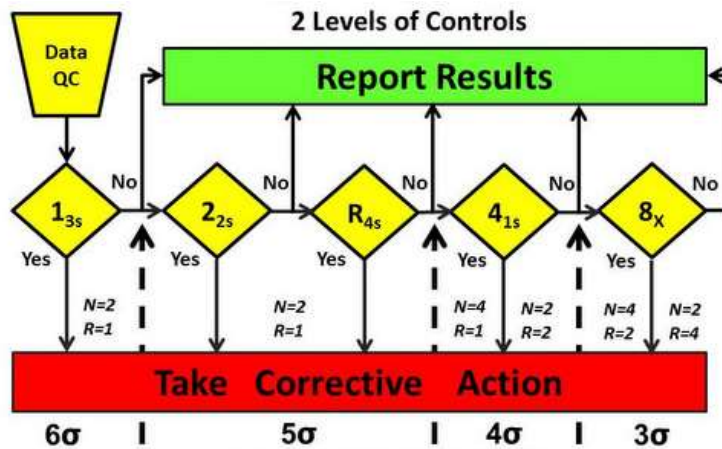 2 Levels of Controls
Data
QC
Report Results
No
No
No
No
No
13s
22s
R4s
41s
8X
Yes
Yes
Yes
Yes
Yes
N=2
R=1
N=2
R=1
N=4
R=1
N=2
R=2
N=4
R=2
N=2
R=4
Take Corrective Action
6σ
5σ
4σ
3σ